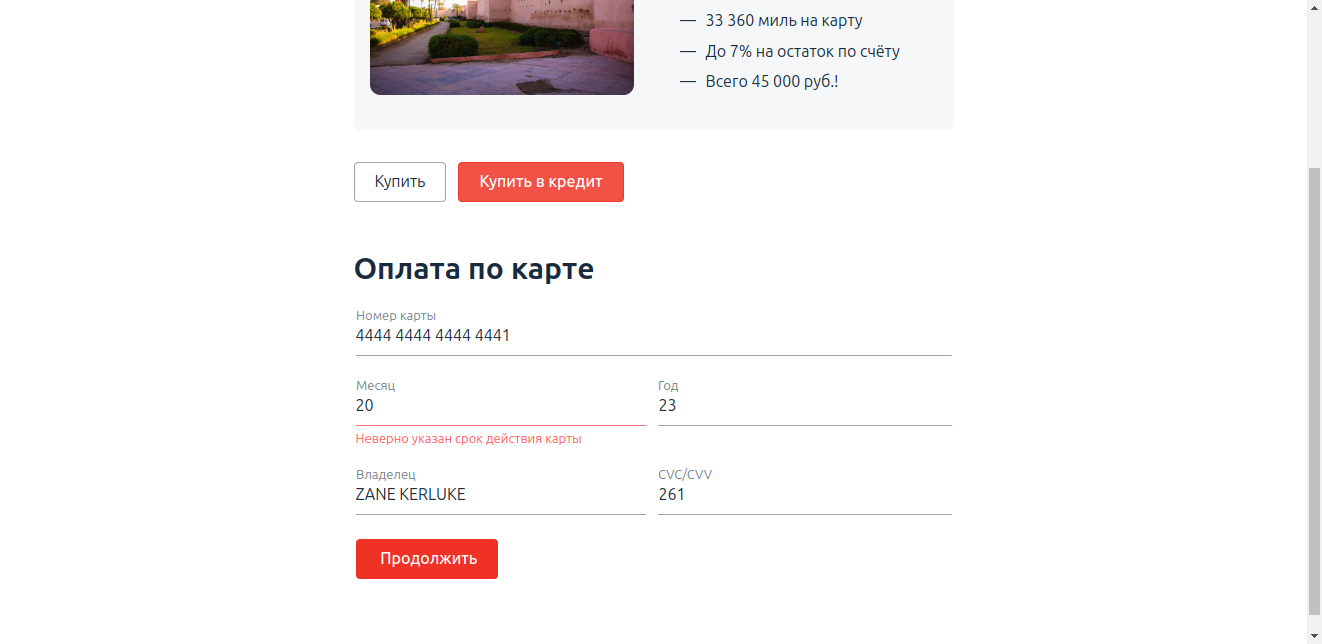 — 33 360 миль на карту
— До 7% на остаток по счёту
— Всего 45 000 руб.!
Купить
Купить в кредит
Оплата по карте
Номер карты
4444 4444 4444 4441
Месяц
Год
20
23
Неверно указан срок действия карты
Владелец
CVC/CVV
ZANE KERLUKE
261
Продолжить